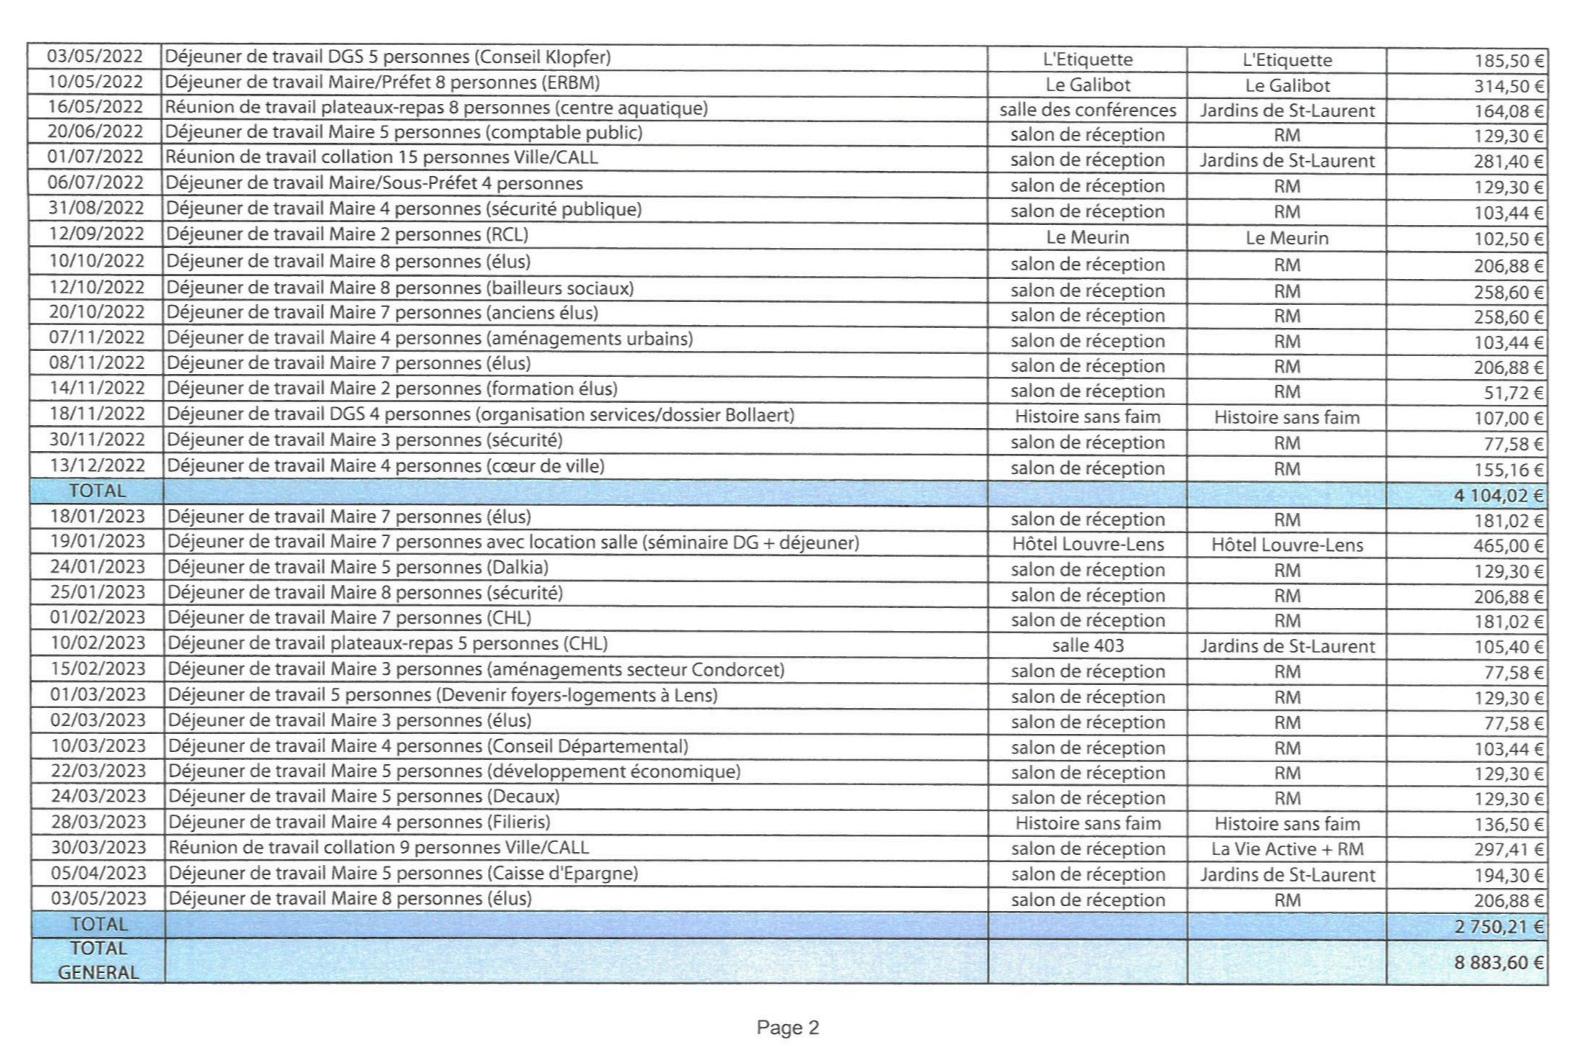 03/05/2022 Déjeuner de travail DGS 5 personnes (Conseil Klopfer) L'Etiquette L'Etiquette 185,50 €
10/05/2022 Déjeuner de travail Maire/Préfet 8 personnes (ERBM) Le Galibot Le Galibot 314,50 €
16/05/2022 Réunion de travail plateaux-repas 8 personnes (centre aquatique) salle des conférences Jardins de St-Laurent 164,08 €
20/06/2022 Déjeuner de travail Maire 5 personnes (comptable public) salon de réception RM 129,30 €
01/07/2022 Réunion de travail collation 15 personnes Ville/CALL salon de réception Jardins de St-Laurent 281,40 €
06/07/2022 Déjeuner de travail Maire/Sous-Préfet 4 personnes salon de réception RM 129,30 €
31/08/2022 Déjeuner de travail Maire 4 personnes (sécurité publique) salon de réception RM 103,44 €
12/09/2022 Déjeuner de travail Maire 2 personnes (RCL) Le Meurin Le Meurin 102,50 €
10/10/2022 Déjeuner de travail Maire 8 personnes (élus) salon de réception RM 206,88 €
12/10/2022 Déjeuner de travail Maire 8 personnes (bailleurs sociaux) salon de réception RM 258,60 €
20/10/2022 Déjeuner de travail Maire 7 personnes (anciens élus) salon de réception RM 258,60 €
07/11/2022 Déjeuner de travail Maire 4 personnes (aménagements urbains) salon de réception RM 103,44 €
08/11/2022 Déjeuner de travail Maire 7 personnes (élus) salon de réception RM 206,88 €
14/11/2022 Déjeuner de travail Maire 2 personnes (formation élus) salon de réception RM 51,72 €
18/11/2022 Déjeuner de travail DGS 4 personnes (organisation services/dossier Bollaert) Histoire sans faim Histoire sans faim 107,00 €
30/11/2022 Déjeuner de travail Maire 3 personnes (sécurité) salon de réception RM 77,58 €
13/12/2022 Déjeuner de travail Maire 4 personnes (cœur de ville) salon de réception RM 155,16 €
TOTAL 4 104,02 €
18/01/2023 Déjeuner de travail Maire 7 personnes (élus) salon de réception RM 181,02 €
19/01/2023 Déjeuner de travail Maire 7 personnes avec location salle (séminaire DG + déjeuner) Hôtel Louvre-Lens Hôtel Louvre-Lens 465,00 €
24/01/2023 Déjeuner de travail Maire 5 personnes (Dalkia) salon de réception RM 129,30 €
25/01/2023 Déjeuner de travail Maire 8 personnes (sécurité) salon de réception RM 206,88 €
01/02/2023 Déjeuner de travail Maire 7 personnes (CHL) salon de réception RM 181,02 €
10/02/2023 Déjeuner de travail plateaux-repas 5 personnes (CHL) salle 403 Jardins de St-Laurent 105,40 €
15/02/2023 Déjeuner de travail Maire 3 personnes (aménagements secteur Condorcet) salon de réception RM 77,58 €
01/03/2023 Déjeuner de travail 5 personnes (Devenir foyers-logements à Lens) salon de réception RM 129,30 €
02/03/2023 Déjeuner de travail Maire 3 personnes (élus) salon de réception RM 77,58 €
10/03/2023 Déjeuner de travail Maire 4 personnes (Conseil Départemental) salon de réception RM 103,44 €
22/03/2023 Déjeuner de travail Maire 5 personnes (développement économique) salon de réception RM 129,30 €
24/03/2023 Déjeuner de travail Maire 5 personnes (Decaux) salon de réception RM 129,30 €
28/03/2023 Déjeuner de travail Maire 4 personnes (Filieris) Histoire sans faim Histoire sans faim 136,50 €
30/03/2023 Réunion de travail collation 9 personnes Ville/CALL salon de réception La Vie Active + RM 297,41 €
05/04/2023 Déjeuner de travail Maire 5 personnes (Caisse d'Epargne) salon de réception Jardins de St-Laurent 194,30 €
03/05/2023 Déjeuner de travail Maire 8 personnes (élus) salon de réception RM 206,88 €
TOTAL 2 750,21 €
TOTAL
GENERAL 8 883,60 €
Page 2